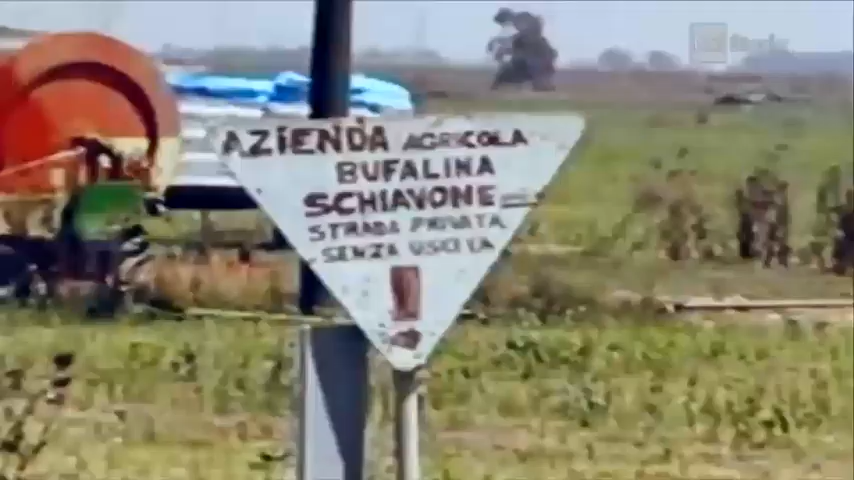 AZIENDA AGRICOLA
BUFALINA
SCHIAVONE
STRADA PRIVATA
SENZA USCITA
!